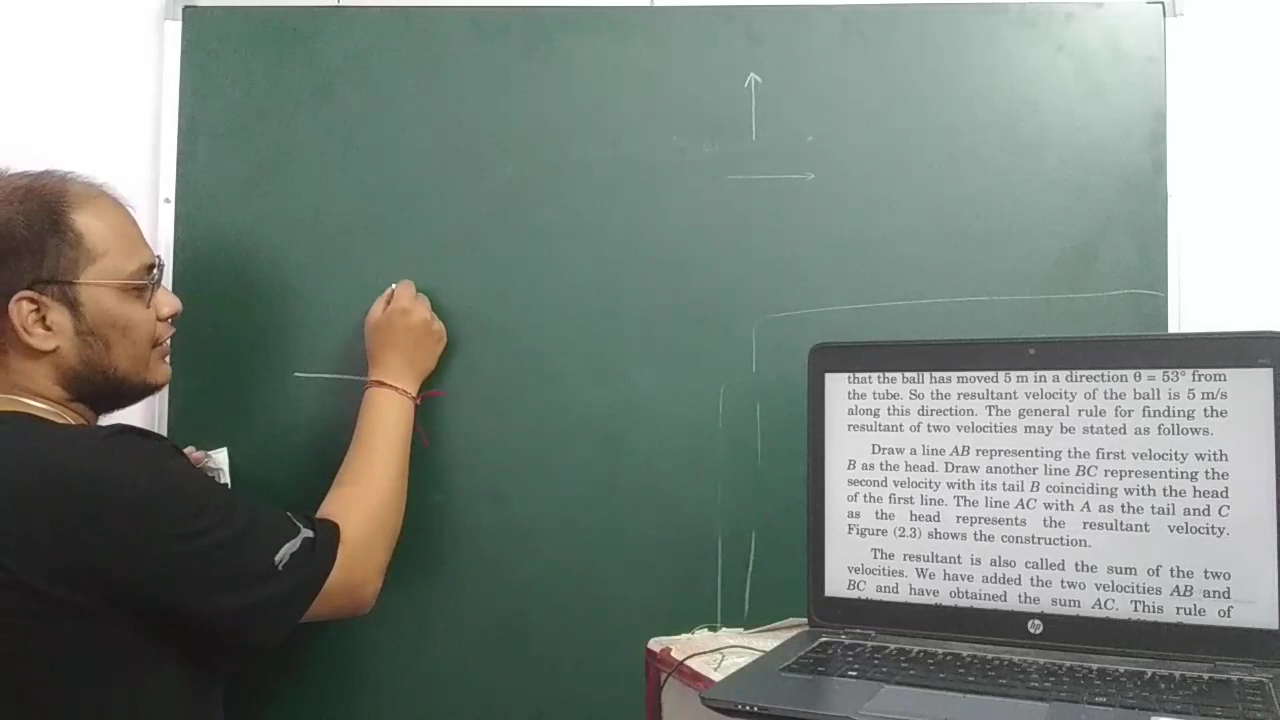 that the ball has moved 5 m in a direction θ = 53° from
the tube. So the resultant velocity of the ball is 5 m/s
along this direction. The general rule for finding the
resultant of two velocities may be stated as follows.
Draw a line AB representing the first velocity with
B as the head. Draw another line BC representing the
second velocity with its tail B coinciding with the head
of the first line. The line AC with A as the tail and C
as the head represents the resultant velocity.
Figure (2.3) shows the construction.
The resultant is also called the sum of the two
velocities. We have added the two velocities AB and
BC and have obtained the sum AC. This rule of
hp